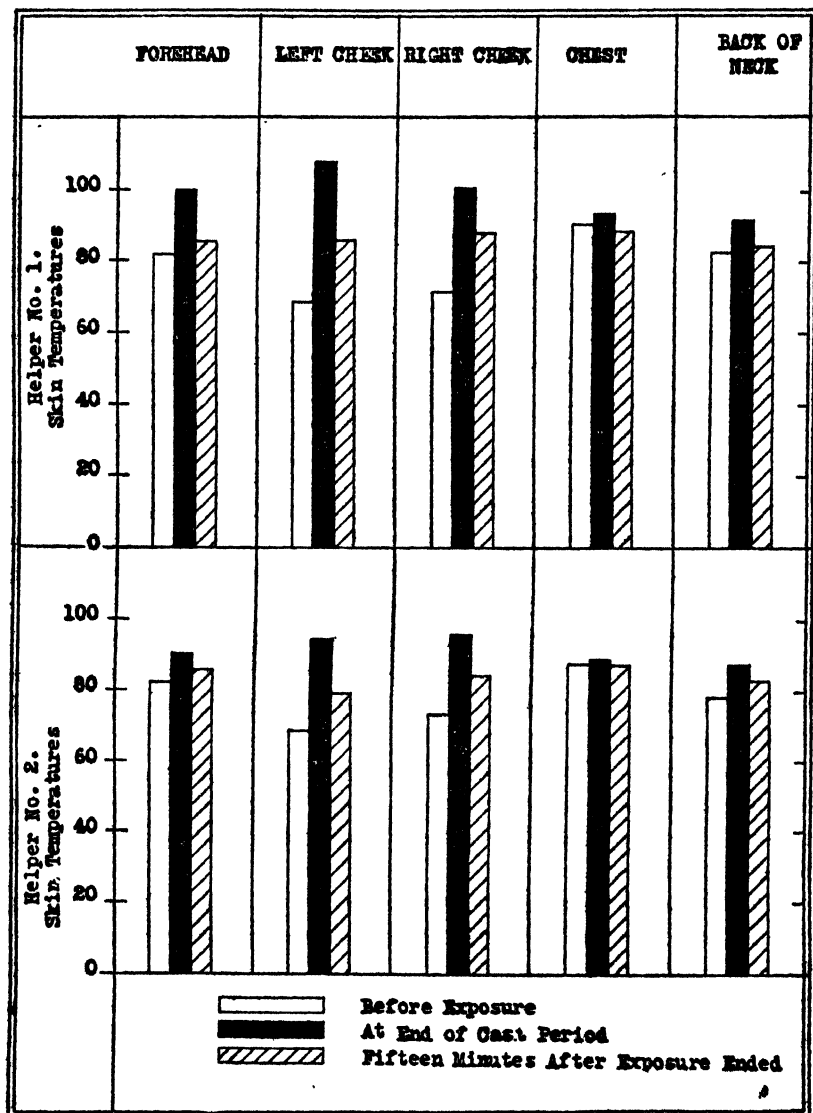 FOREHEAD
LEFT CHEEK
RIGHT CHEEK
CHEST
BACK OF
NECK
Helper No. 1.
Skin Temperatures
100
80
60
40
20
0
Helper No. 2.
Skin Temperatures
100
80
60
40
20
0
Before Exposure
At End of Cast Period
Fifteen Minutes After Exposure Ended